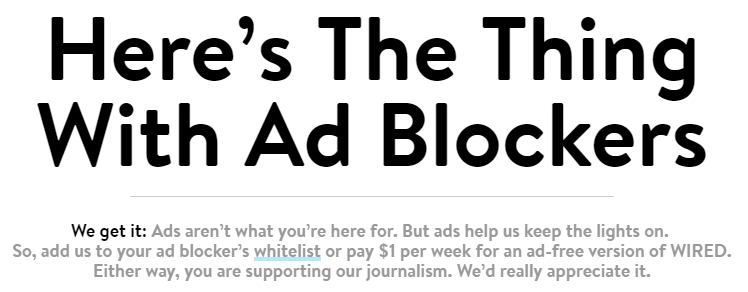 Here’s The Thing
With Ad Blockers
We get it: Ads aren’t what you’re here for. But ads help us keep the lights on.
So, add us to your ad blocker’s whitelist or pay $1 per week for an ad-free version of WIRED.
Either way, you are supporting our journalism. We’d really appreciate it.